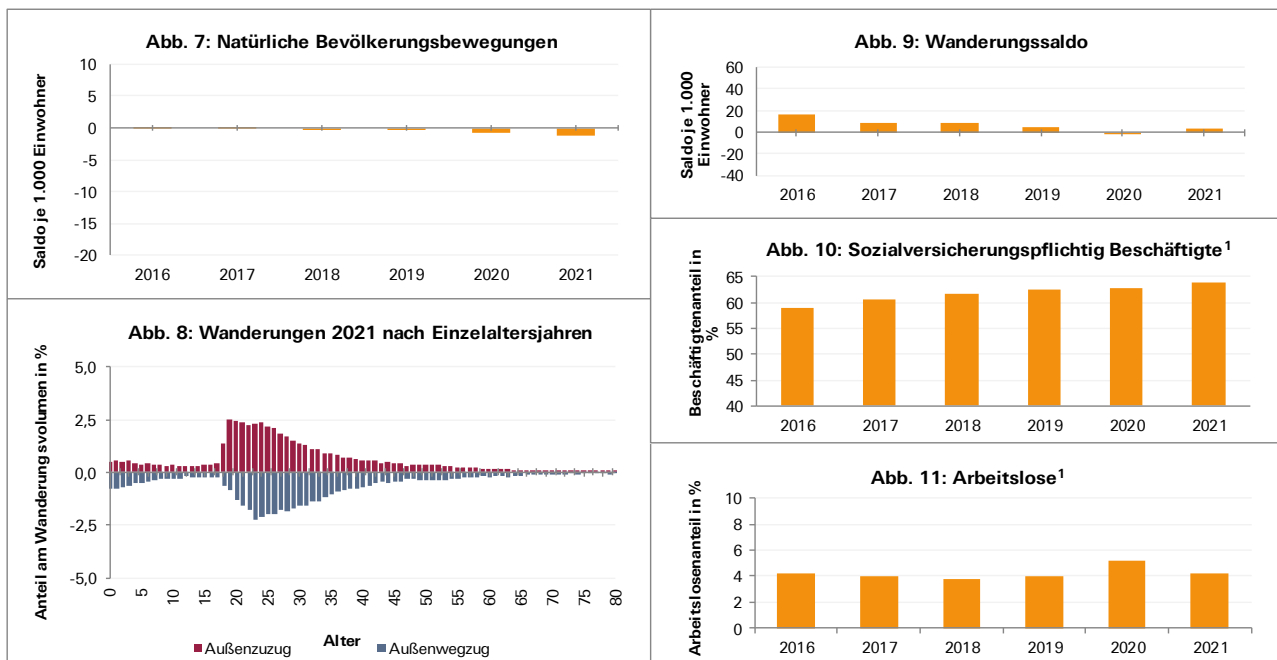 Abb. 7: Natürliche Bevölkerungsbewegungen
Saldo je 1.000 Einwohner
10
5
0
-5
-10
-15
-20
2016 2017 2018 2019 2020 2021
Abb. 8: Wanderungen 2021 nach Einzelaltersjahren
Anteil am Wanderungsvolumen in %
5,0
2,5
0,0
-2,5
-5,0
0 5 10 15 20 25 30 35 40 45 50 55 60 65 70 75 80
Alter
Außenzuzug Außenwegzug
Abb. 9: Wanderungssaldo
Saldo je 1.000
Einwohner
60
40
20
0
-20
-40
2016 2017 2018 2019 2020 2021
Abb. 10: Sozialversicherungspflichtig Beschäftigte¹
Beschäftigtenanteil in
%
65
60
55
50
45
40
2016 2017 2018 2019 2020 2021
Abb. 11: Arbeitslose¹
Arbeitslosenanteil in %
10
8
6
4
2
0
2016 2017 2018 2019 2020 2021